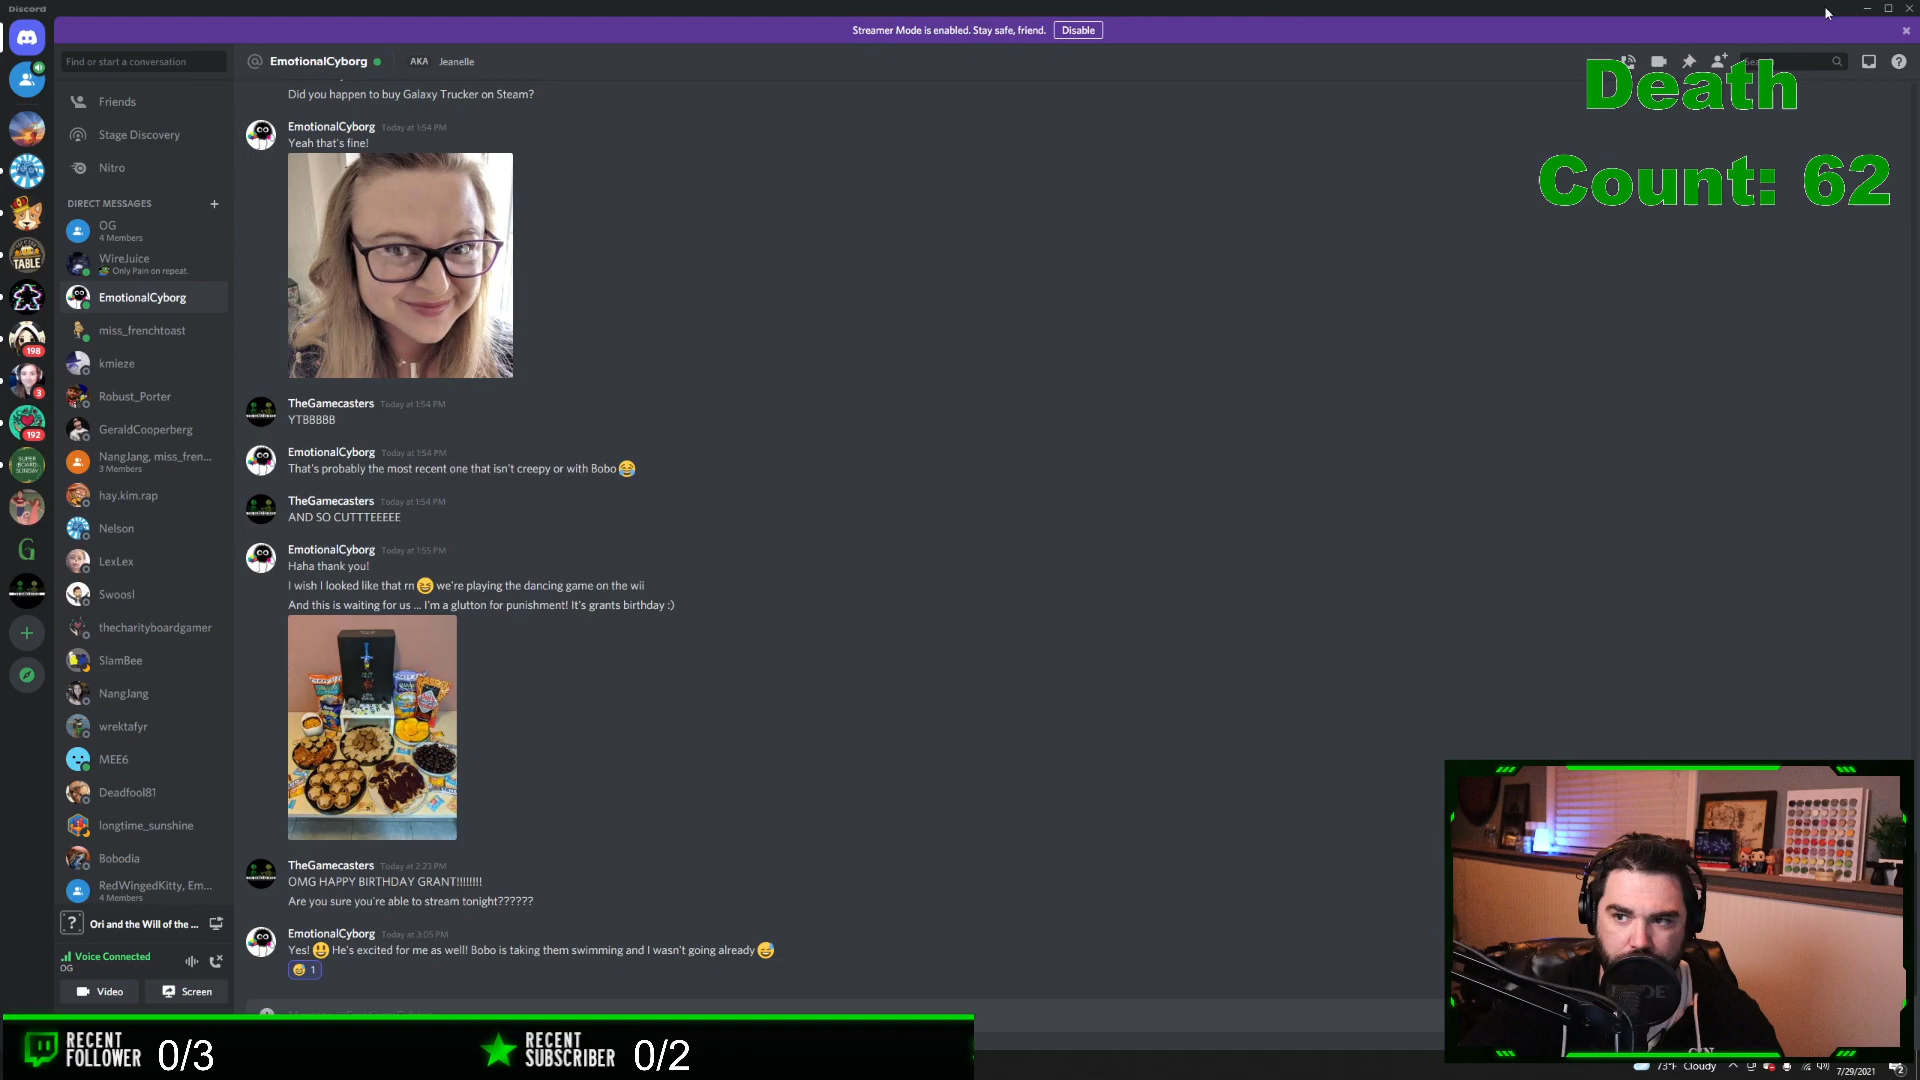 Discord
Streamer Mode is enabled. Stay safe, friend. Disable
Find or start a conversation
EmotionalCyborg AKA Jeanelle
Death
Count: 62
Friends
Stage Discovery
Nitro
DIRECT MESSAGES
OG
4 Members
WireJuice
Only Pain on repeat.
EmotionalCyborg
miss_frenchtoast
kmieze
Robust_Porter
GeraldCooperberg
NangJang, miss_fren...
3 Members
hay.kim.rap
Nelson
LexLex
Swoosl
thecharityboardgamer
SlamBee
NangJang
wrektafyr
MEE6
Deadfool81
longtime_sunshine
Bobodia
RedWingedKitty, Em...
4 Members
Ori and the Will of the ...
Voice Connected
OG
Video Screen
TABLE
198
3
192
SUPER
BOARD
SUNDAY
G
Did you happen to buy Galaxy Trucker on Steam?
EmotionalCyborg Today at 1:54 PM
Yeah that's fine!
TheGamecasters Today at 1:54 PM
YTBBBBB
EmotionalCyborg Today at 1:54 PM
That's probably the most recent one that isn't creepy or with Bobo 😂
TheGamecasters Today at 1:54 PM
AND SO CUTTTEEEEE
EmotionalCyborg Today at 1:55 PM
Haha thank you!
I wish I looked like that rn 😆 we're playing the dancing game on the wii
And this is waiting for us ... I'm a glutton for punishment! It's grants birthday :)
TheGamecasters Today at 2:23 PM
OMG HAPPY BIRTHDAY GRANT!!!!!!!!
Are you sure you're able to stream tonight??????
EmotionalCyborg Today at 3:05 PM
Yes! 😃 He's excited for me as well! Bobo is taking them swimming and I wasn't going already 😅
😅 1
RECENT
FOLLOWER 0/3
RECENT
SUBSCRIBER 0/2
73°F Cloudy
7/29/2021
2